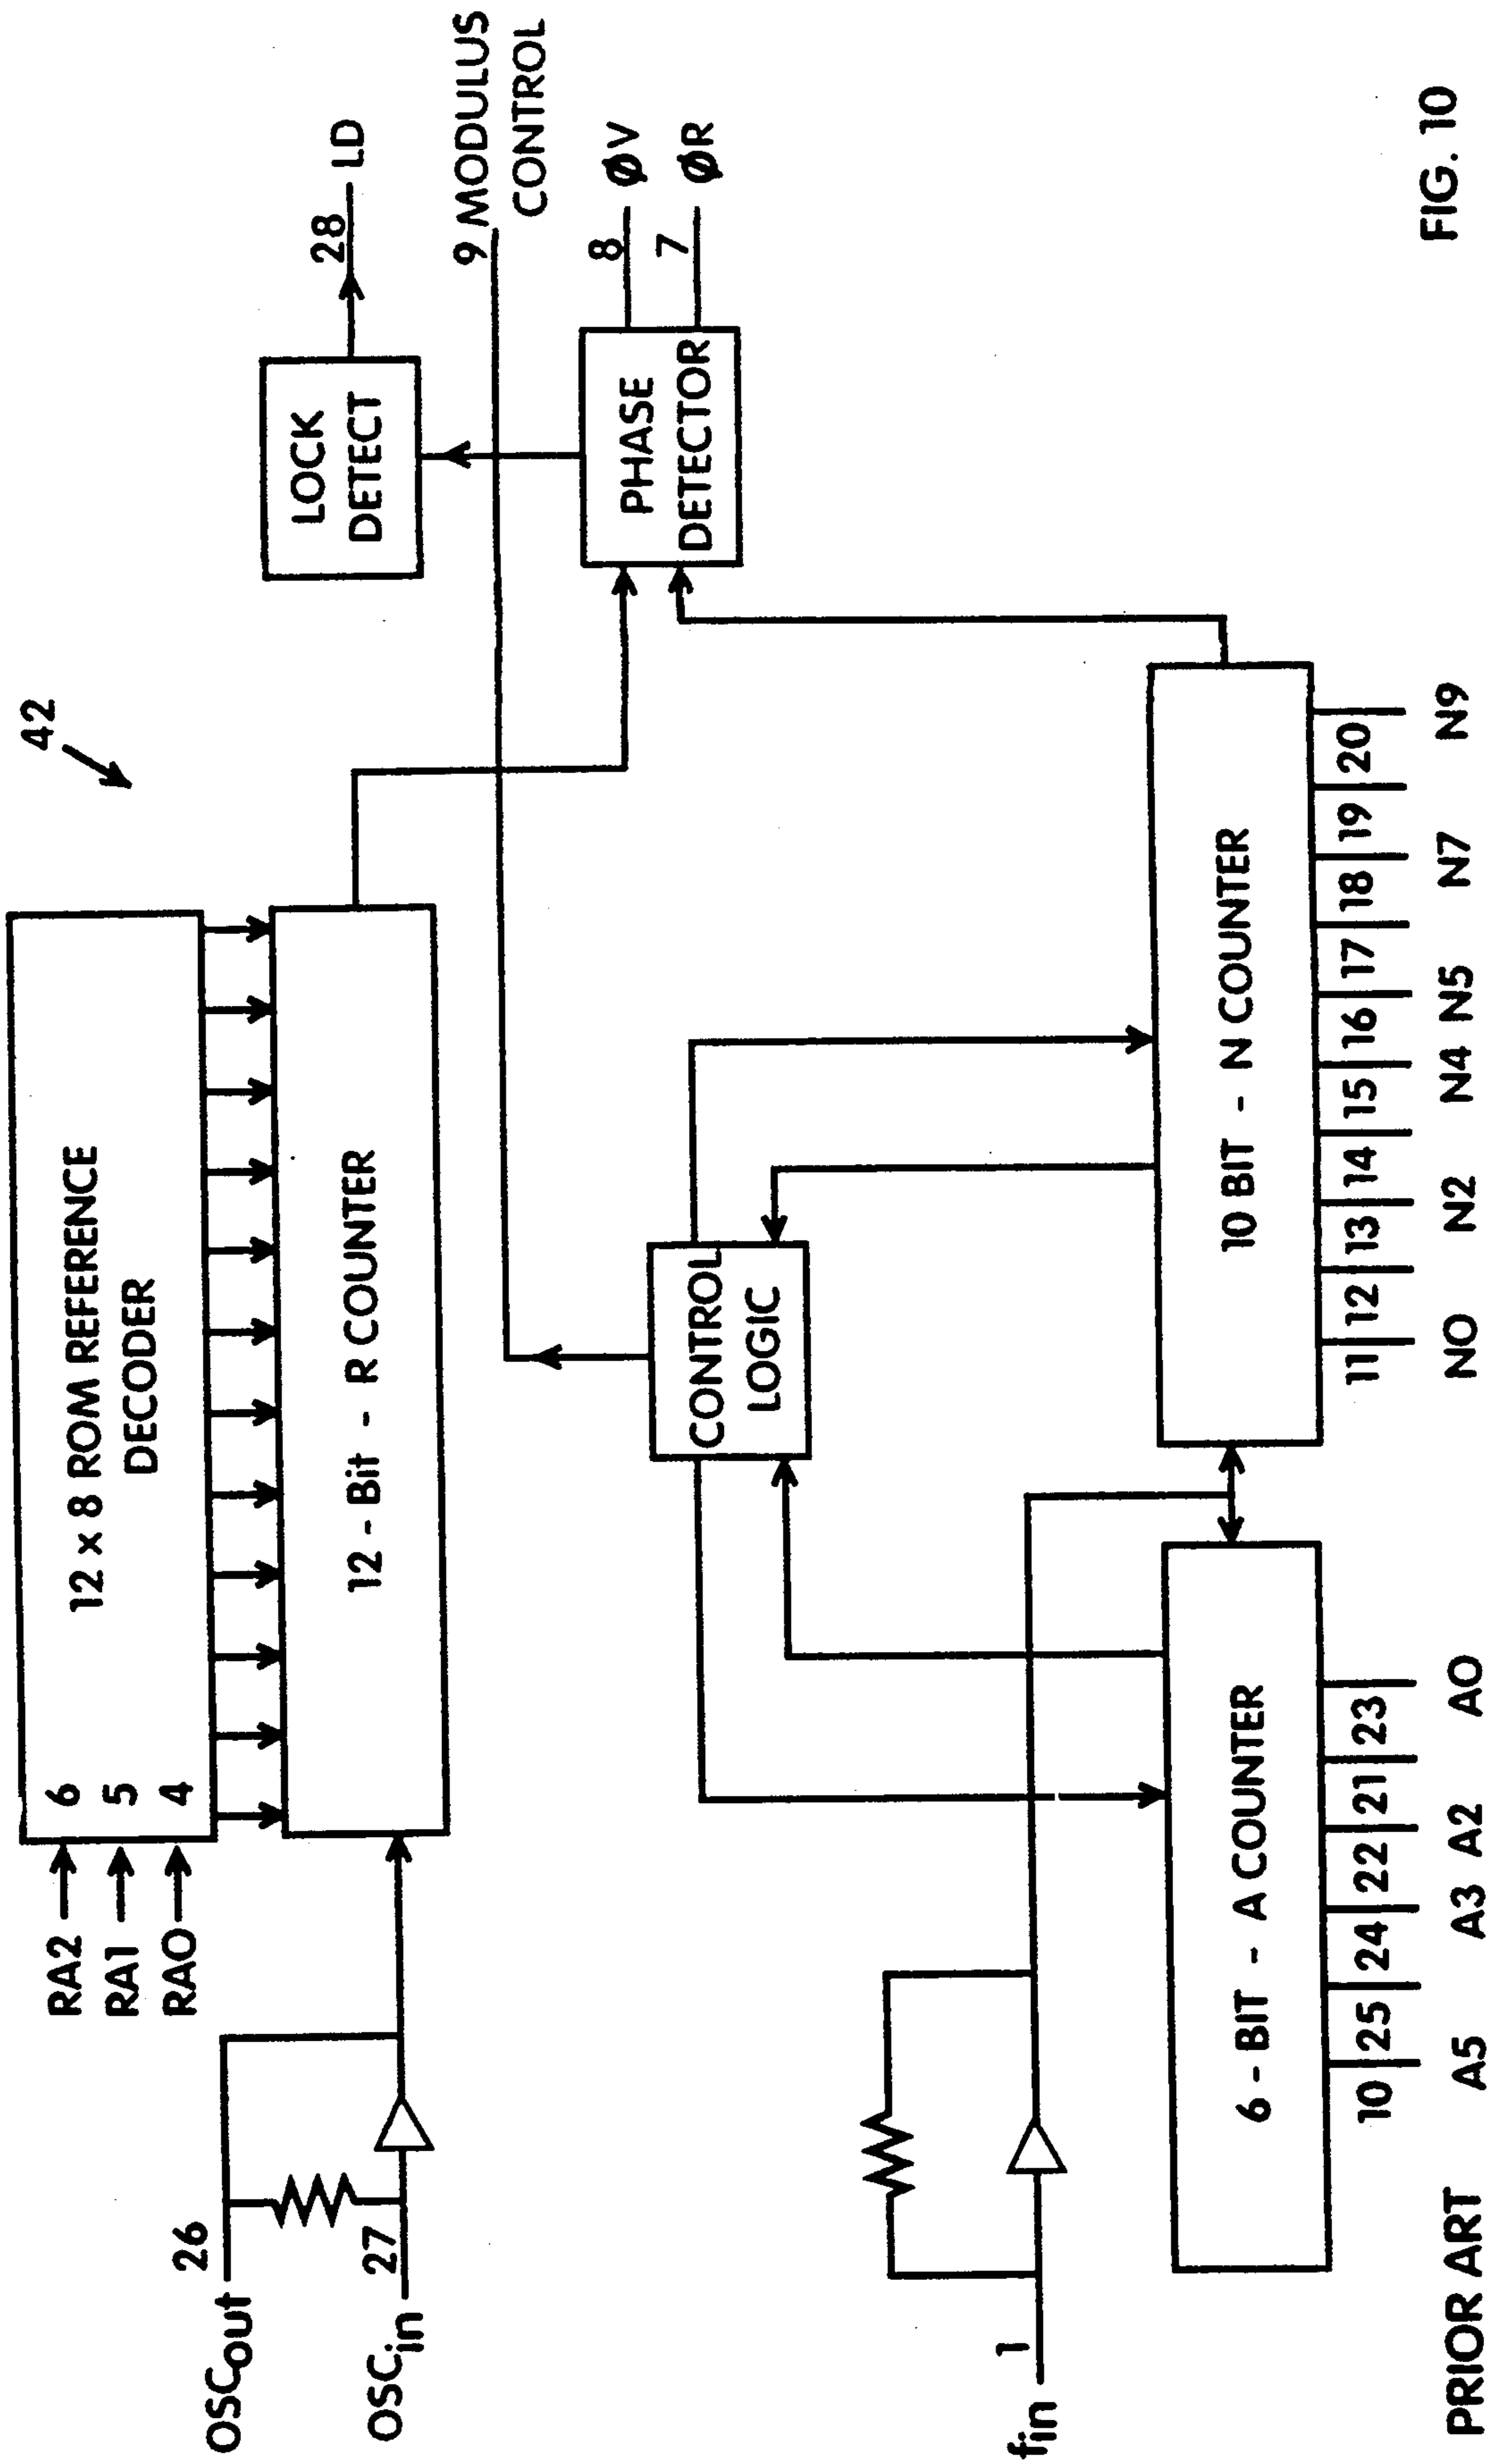 42
12 x 8 ROM REFERENCE
DECODER
RA2 6
RA1 5
RAO 4
12 - Bit - R COUNTER
OSCout 26
OSCin 27
LOCK
DETECT
28 LD
9 MODULUS
CONTROL
PHASE
DETECTOR
8 ØV
7 ØR
CONTROL
LOGIC
fin 1
6 - BIT - A COUNTER
10 25 24 22 21 23
A5 A3 A2 AO
10 BIT - N COUNTER
11 12 13 14 15 16 17 18 19 20
NO N2 N4 N5 N7 N9
PRIOR ART
FIG. 10